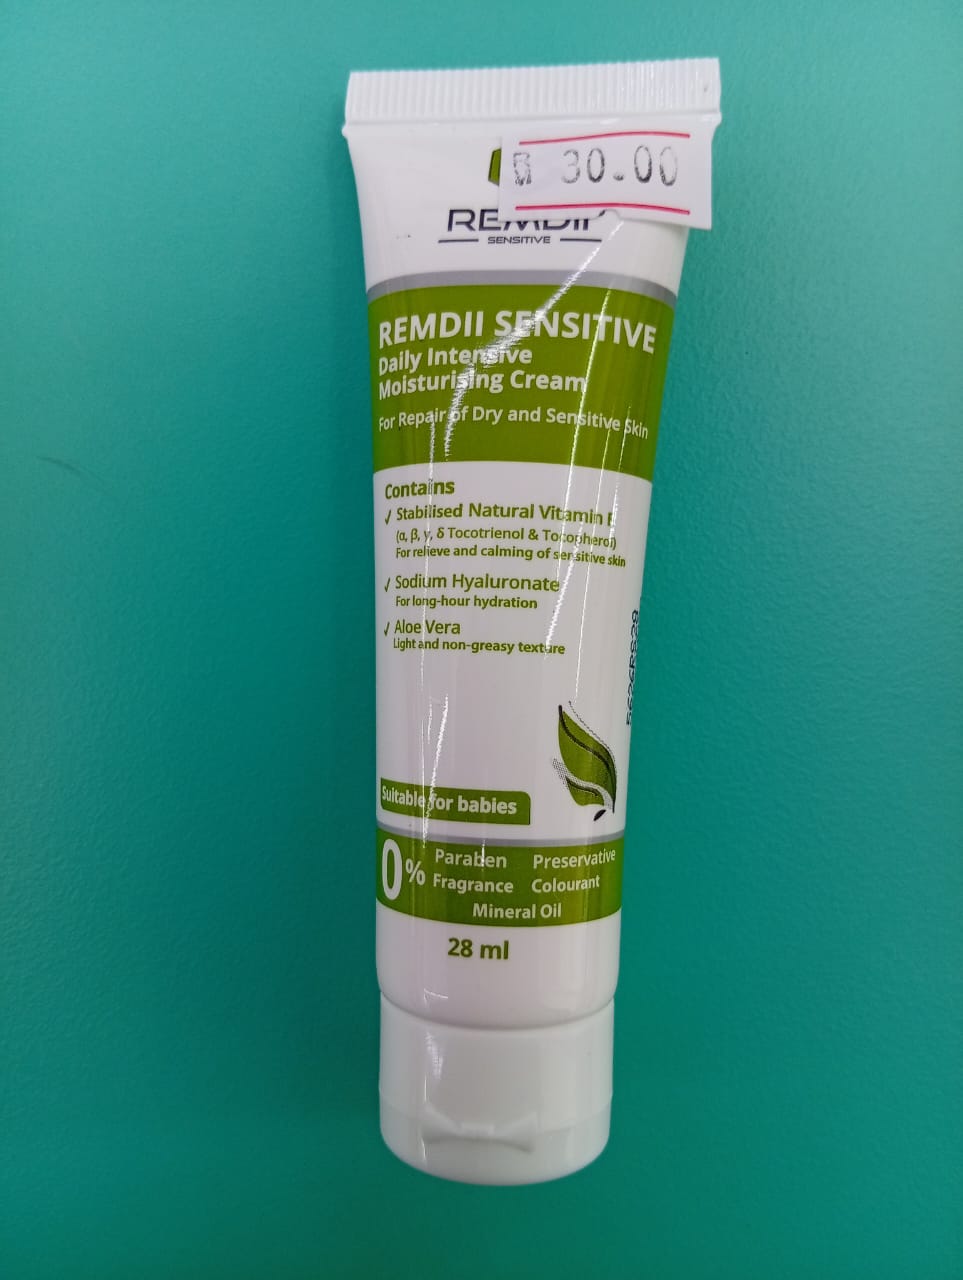 30.00
REMDII
SENSITIVE
REMDII SENSITIVE
Daily Intensive
Moisturising Cream
For Repair of Dry and Sensitive Skin
Contains
✓ Stabilised Natural Vitamin E
(α, β, γ, δ Tocotrienol & Tocopherol)
For relieve and calming of sensitive skin
✓ Sodium Hyaluronate
For long-hour hydration
✓ Aloe Vera
Light and non-greasy texture
Suitable for babies
0% Paraben Preservative
Fragrance Colourant
Mineral Oil
28 ml